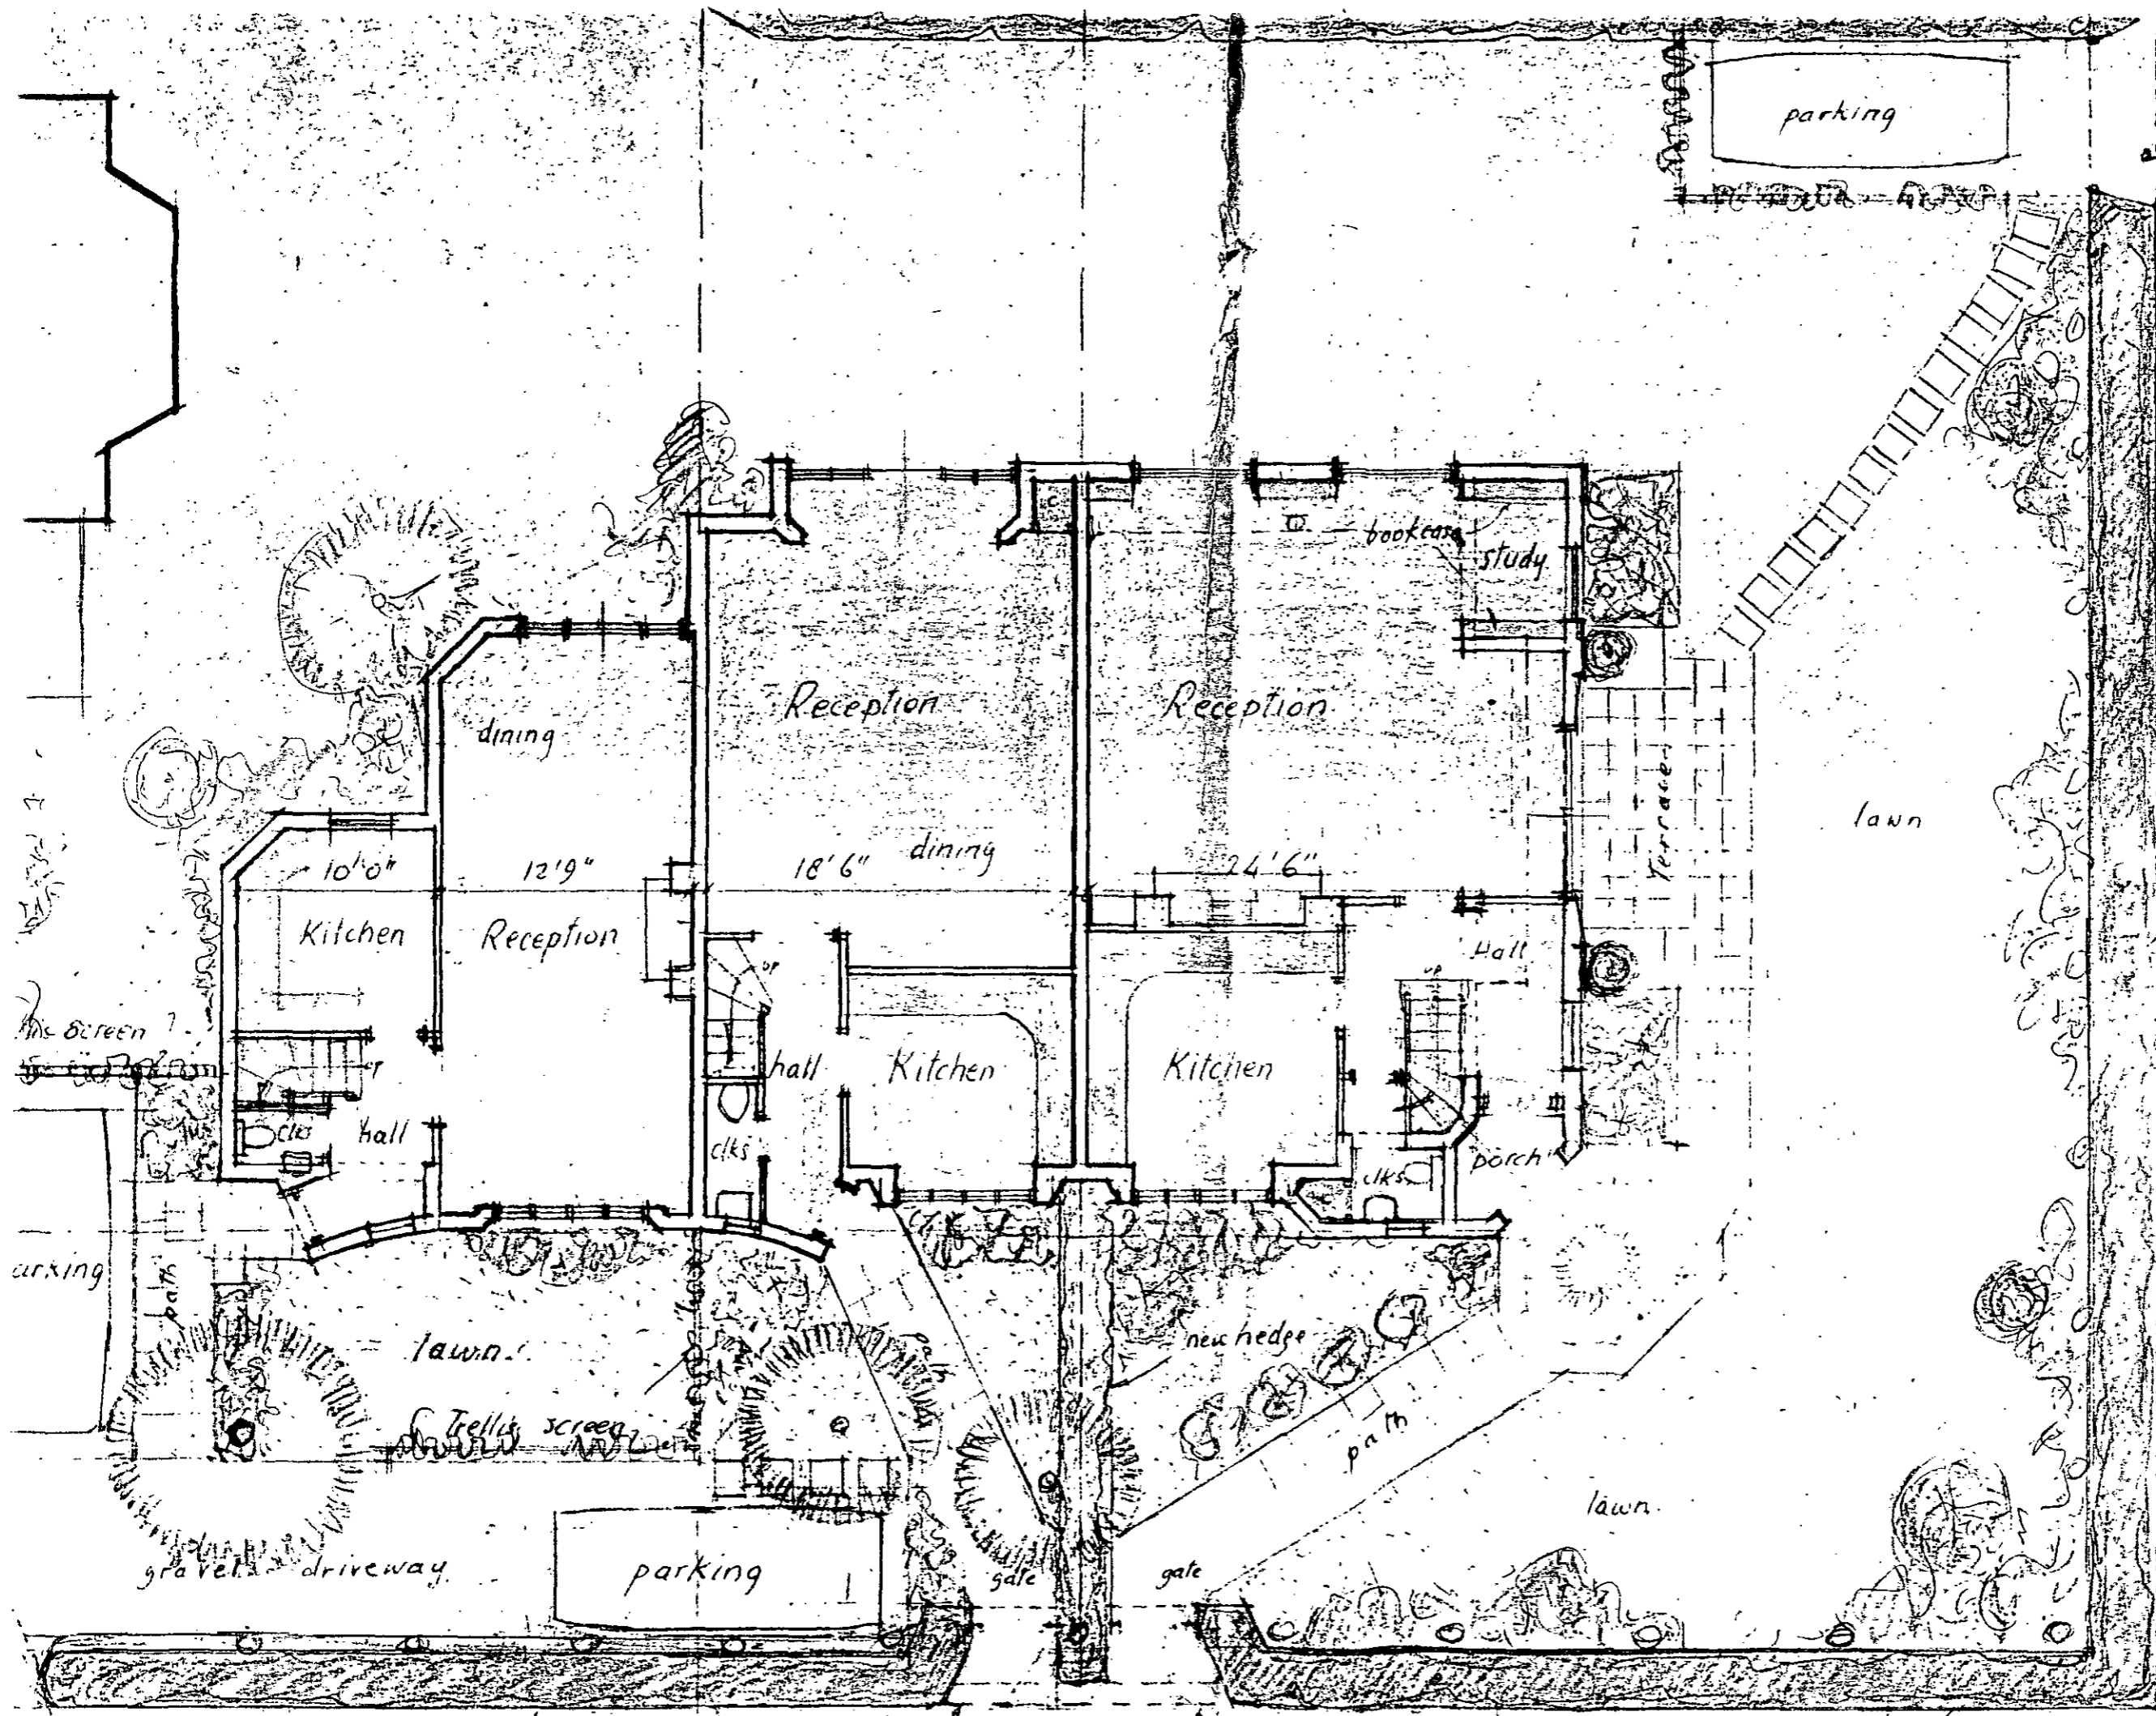 parking
c
bookcase
study
Reception
Reception
dining
Terrace
lawn
dining
10'0"
12'9"
18'6"
24'6"
Kitchen
Reception
Hall
up
up
screen ?
up
hall
Kitchen
Kitchen
clks
hall
clks
porch
clks
arking
path
new hedge
lawn
path
Trellis screen
path
lawn
gravel driveway
parking
gate
gate